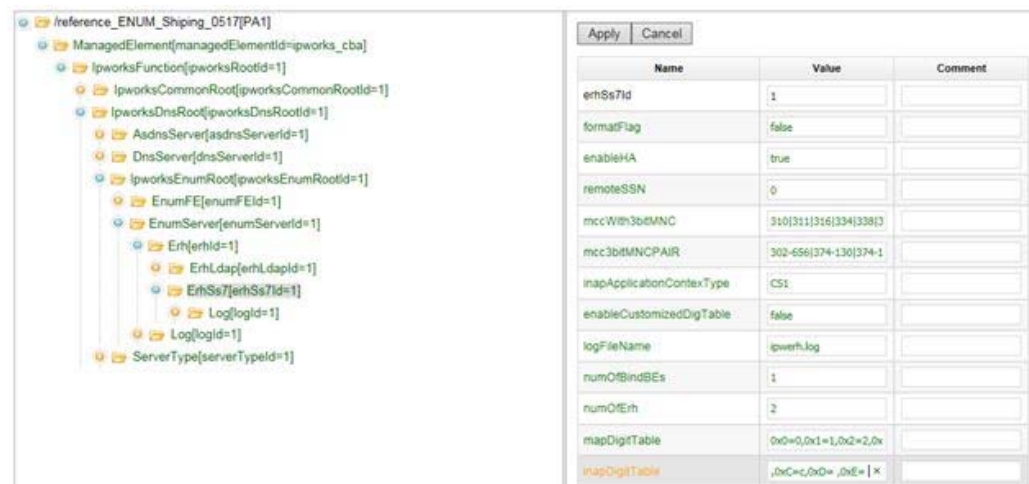 /reference_ENUM_Shiping_0517[PA1]
ManagedElement[managedElementId=ipworks_cba]
IpworksFunction[ipworksRootId=1]
IpworksCommonRoot[ipworksCommonRootId=1]
IpworksDnsRoot[ipworksDnsRootId=1]
AsdnsServer[asdnsServerId=1]
DnsServer[dnsServerId=1]
IpworksEnumRoot[ipworksEnumRootId=1]
EnumFE[enumFEId=1]
EnumServer[enumServerId=1]
Erh[erhId=1]
ErhLdap[erhLdapId=1]
ErhSs7[erhSs7Id=1]
Log[logId=1]
Log[logId=1]
ServerType[serverTypeId=1]
Apply Cancel
Name Value Comment
erhSs7Id 1
formatFlag false
enableHA true
remoteSSN 0
mccWith3bitMNC 310|311|316|334|338|3
mcc3bitMNCPAIR 302-656|374-130|374-1
inapApplicationContexType CS1
enableCustomizedDigTable false
logFileName ipwerh.log
numOfBindBEs 1
numOfErh 2
mapDigitTable 0x0=0,0x1=1,0x2=2,0x
inapDigitTable ,0xC=c,0xD= ,0xE= ×